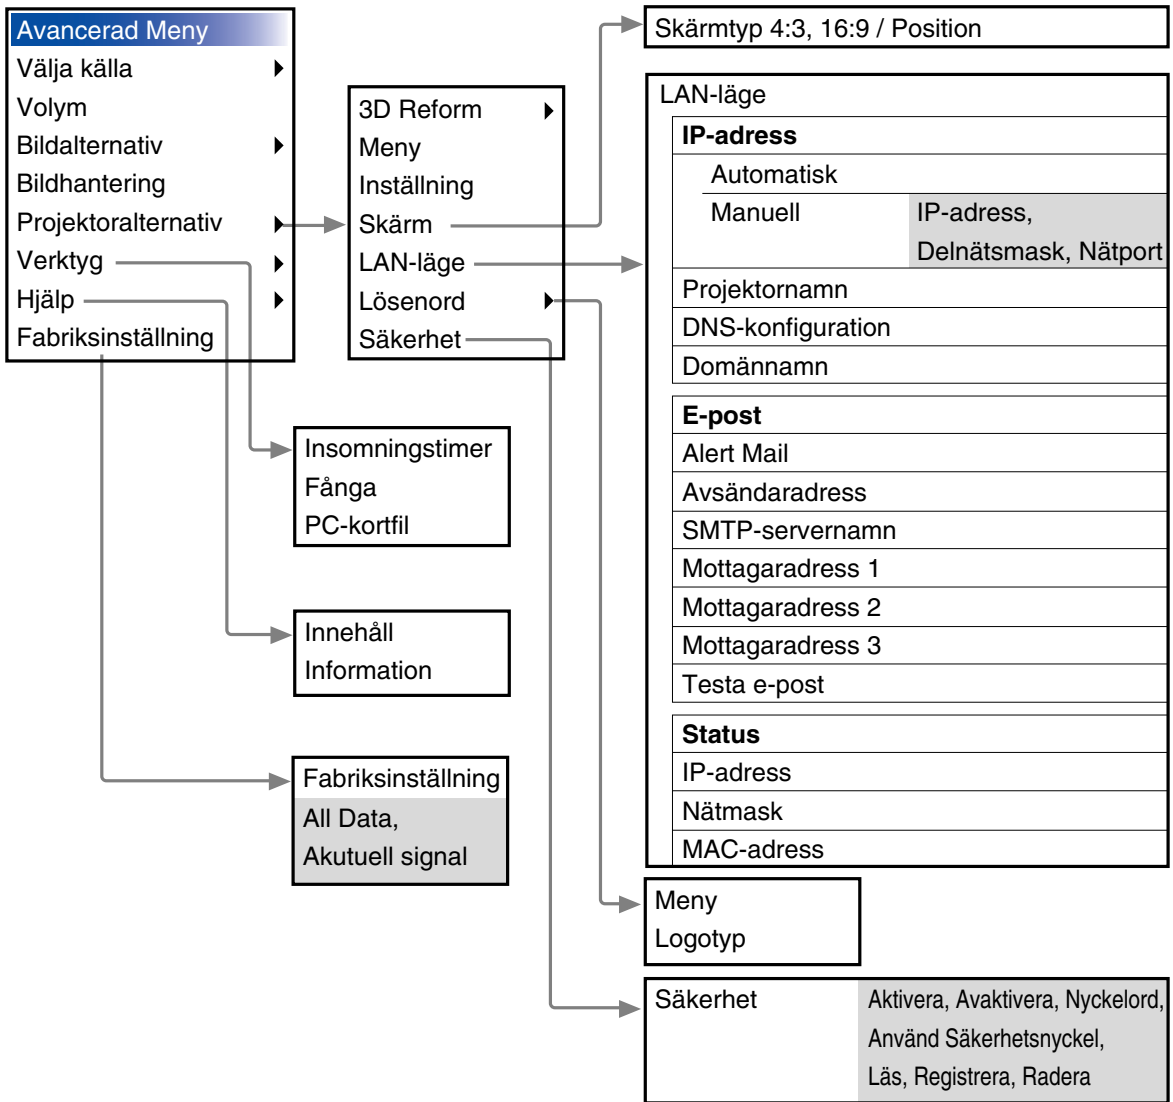 Avancerad Meny
Välja källa
Volym
Bildalternativ
Bildhantering
Projektoralternativ
Verktyg
Hjälp
Fabriksinställning
3D Reform
Meny
Inställning
Skärm
LAN-läge
Lösenord
Säkerhet
Insomningstimer
Fånga
PC-kortfil
Innehåll
Information
Fabriksinställning
All Data,
Akutuell signal
Skärmtyp 4:3, 16:9 / Position
LAN-läge
IP-adress
Automatisk
Manuell IP-adress,
Delnätsmask, Nätport
Projektornamn
DNS-konfiguration
Domännamn
E-post
Alert Mail
Avsändaradress
SMTP-servernamn
Mottagaradress 1
Mottagaradress 2
Mottagaradress 3
Testa e-post
Status
IP-adress
Nätmask
MAC-adress
Meny
Logotyp
Säkerhet Aktivera, Avaktivera, Nyckelord,
Använd Säkerhetsnyckel,
Läs, Registrera, Radera